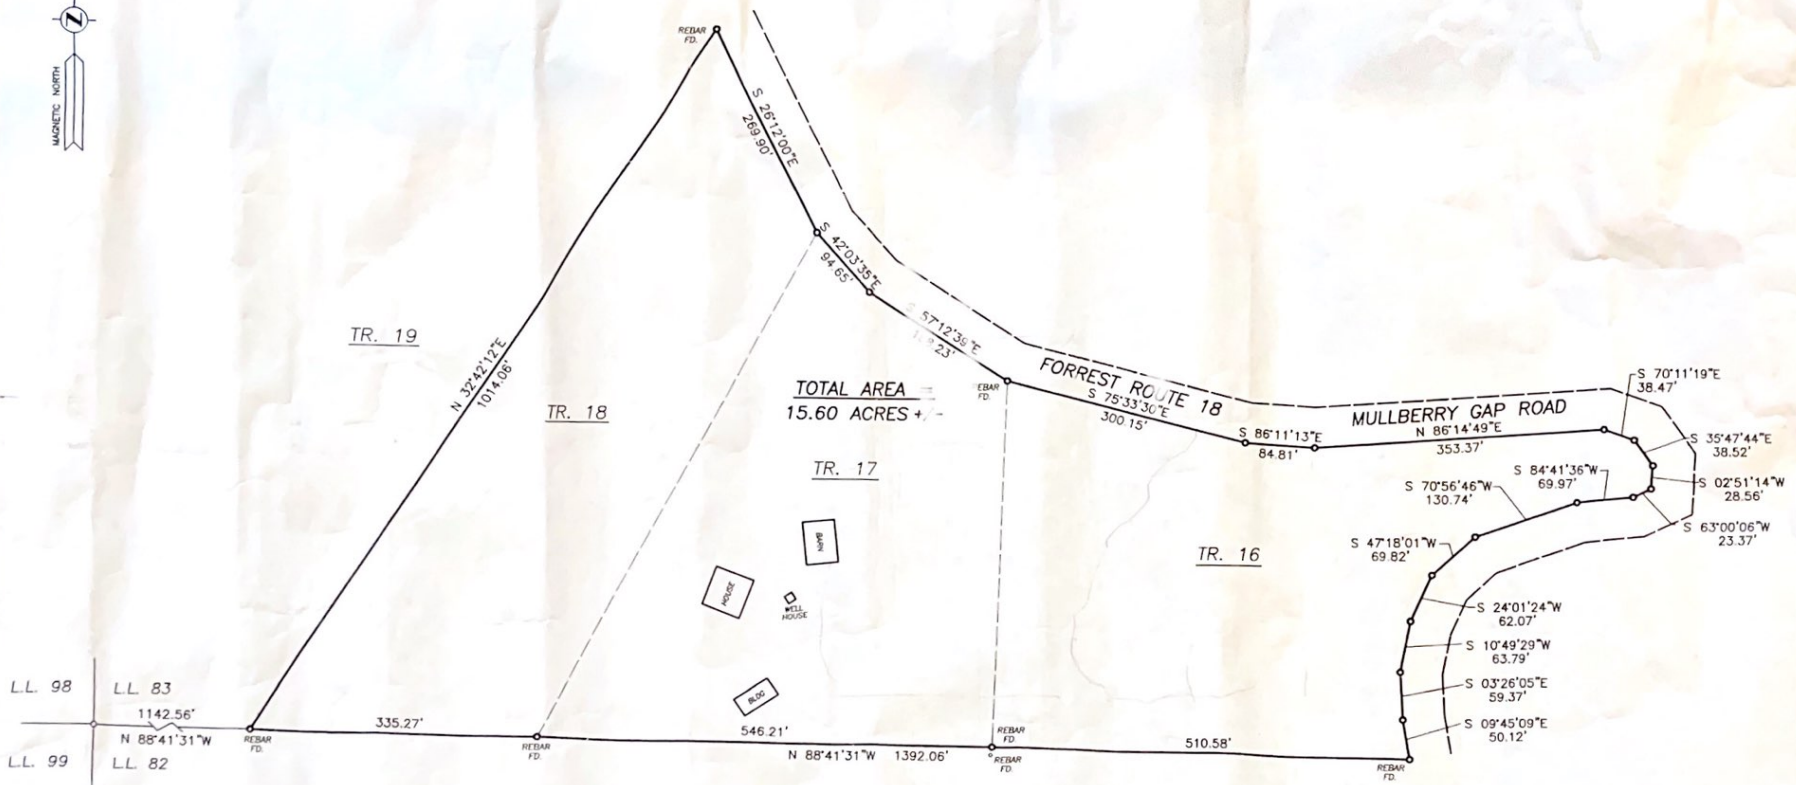 N
MAGNETIC NORTH
REBAR
FD.
S 26°12'00"E
269.90'
S 42°03'35"E
94.65'
S 57°12'39"E
N 32°42'12"E
1014.06'
TR. 19
TR. 18
TOTAL AREA =
15.60 ACRES +/-
TR. 17
EBAR
FD.
FORREST ROUTE 18
S 75°33'30"E
300.15'
S 86°11'13"E
84.81'
MULLBERRY GAP ROAD
N 86°14'49"E
353.37'
S 70°11'19"E
38.47'
S 35°47'44"E
38.52'
S 02°51'14"W
28.56'
S 63°00'06"W
23.37'
S 84°41'36"W
69.97'
S 70°56'46"W
130.74'
S 47°18'01"W
69.82'
TR. 16
S 24°01'24"W
62.07'
S 10°49'29"W
63.79'
S 03°26'05"E
59.37'
S 09°45'09"E
50.12'
BARN
HOUSE
WELL
HOUSE
BLDG
L.L. 98
L.L. 83
1142.56'
N 88°41'31"W
L.L. 99
L.L. 82
REBAR
FD.
335.27'
REBAR
FD.
546.21'
N 88°41'31"W 1392.06'
REBAR
FD.
REBAR
FD.
510.58'
REBAR
FD.